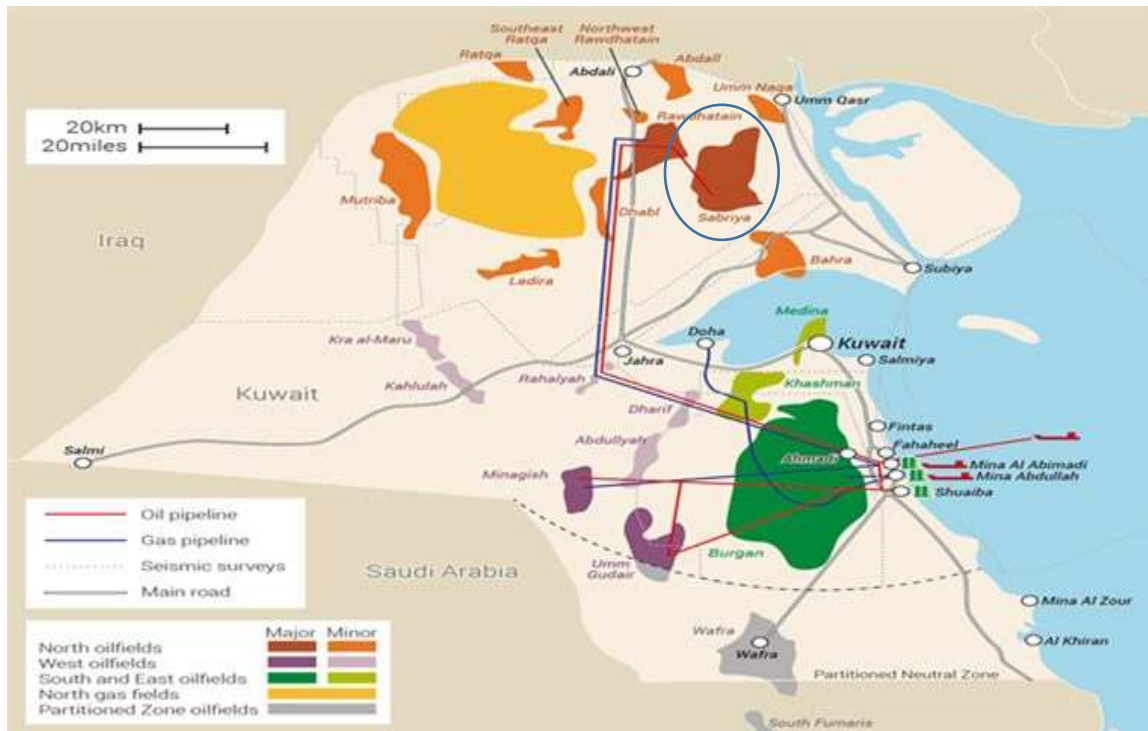 Southeast
Ratqa
Northwest
Rawdhatain
Ratqa
Abdali
Abdall
Umm Naqa
Umm Qasr
20km
20miles
Rawdhatain
Mutriba
Dhabl
Sabriya
Iraq
Ladira
Bahra
Subiya
Medina
Kra al-Maru
Doha
Kuwait
Jahra
Salmiya
Kahlulah
Rahalyah
Khashman
Kuwait
Dharif
Salmi
Abdullyah
Fintas
Fahaheel
Ahmadi
Minagish
Mina Al Abimadi
Mina Abdullah
Shuaiba
Oil pipeline
Gas pipeline
Seismic surveys
Main road
Saudi Arabia
Umm
Gudair
Burgan
Mina Al Zour
Wafra
Wafra
Al Khiran
Partitioned Neutral Zone
Major Minor
North oilfields
West oilfields
South and East oilfields
North gas fields
Partitioned Zone oilfields
South Fumaris